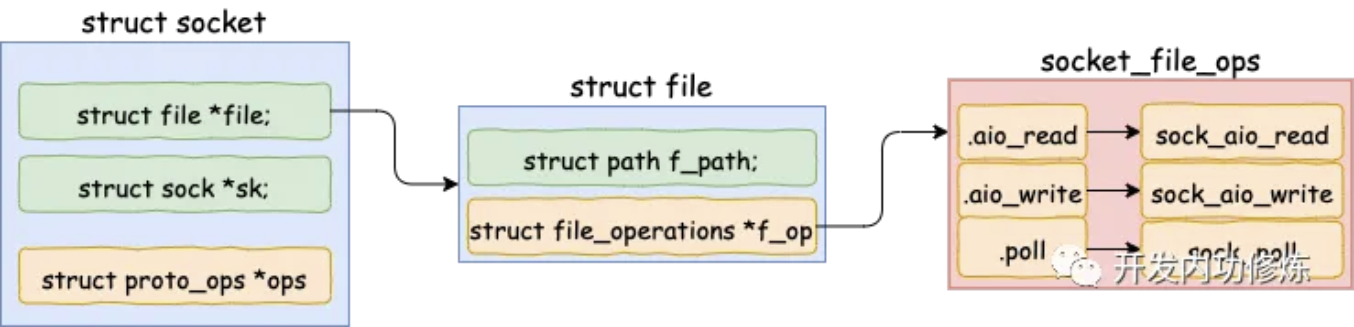 struct socket
struct file *file;
struct sock *sk;
struct proto_ops *ops
struct file
struct path f_path;
struct file_operations *f_op
socket_file_ops
.aio_read
sock_aio_read
.aio_write
sock_aio_write
.poll
sock_poll
开发内功修炼